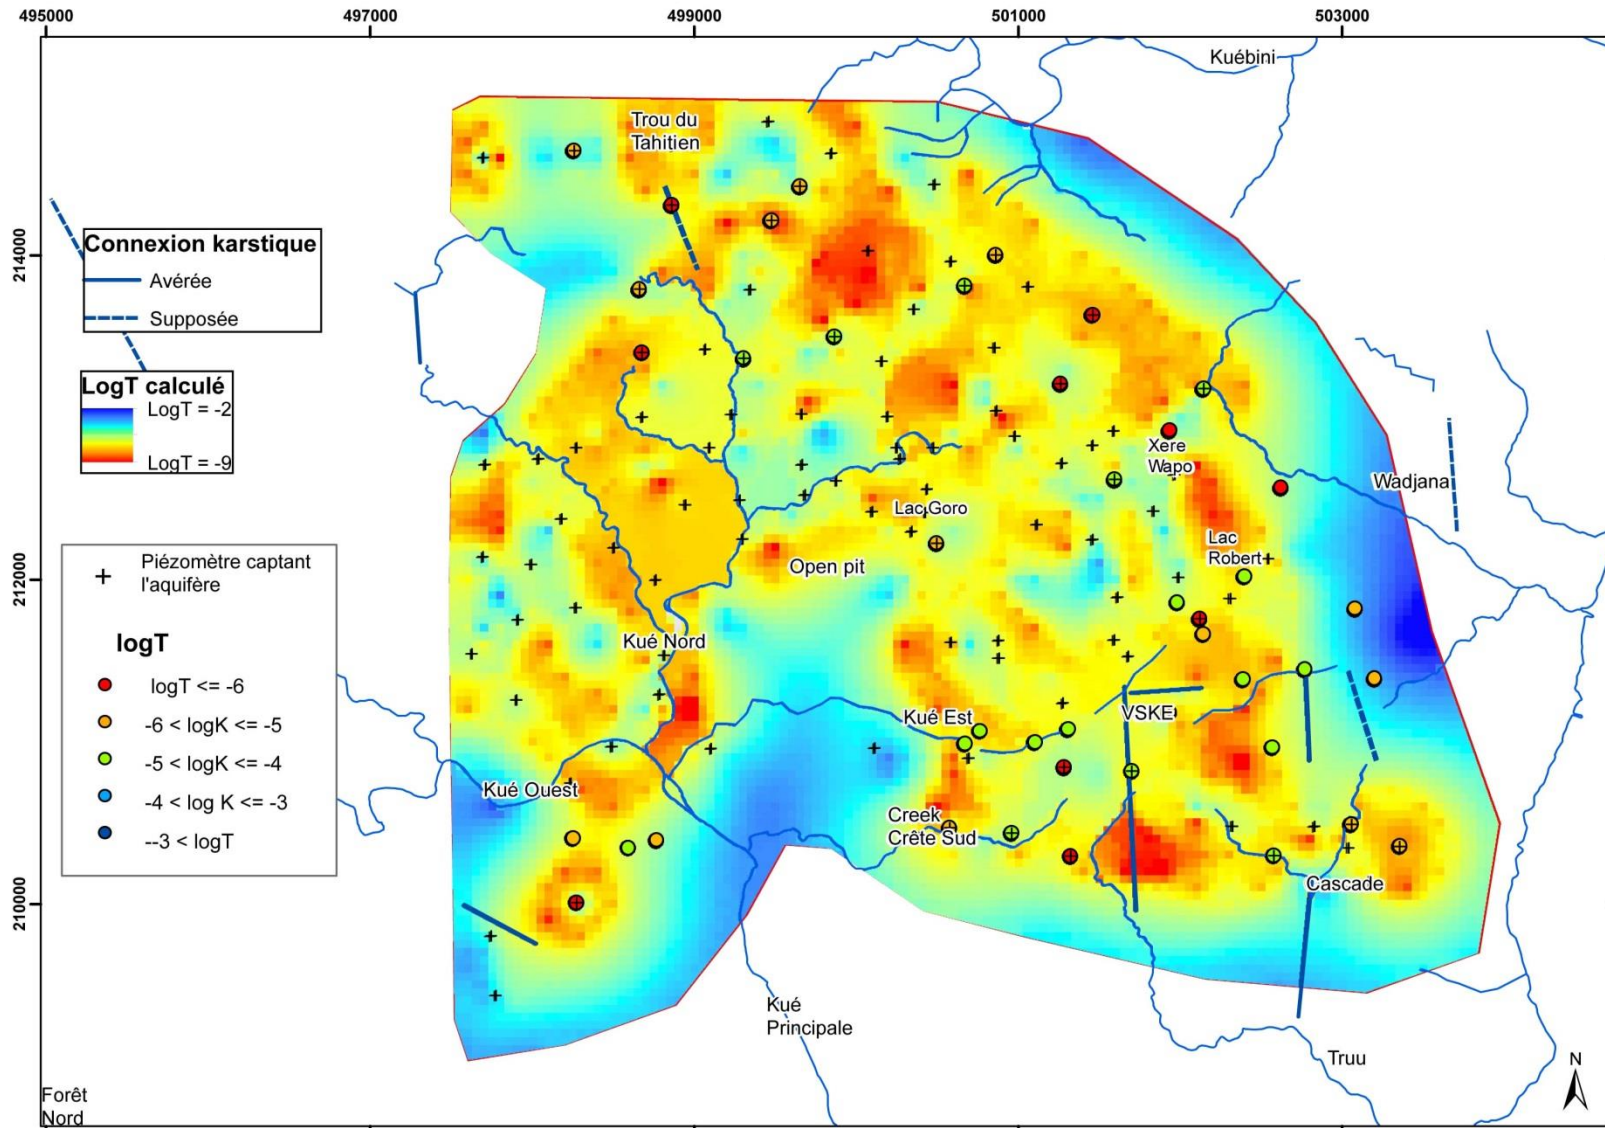 495000
497000
499000
501000
503000
214000
212000
210000
Kuébini
Trou du
Tahitien
Connexion karstique
Avérée
Supposée
LogT calculé
LogT = -2
LogT = -9
Piézomètre captant
l'aquifère
logT
logT <= -6
-6 < logK <= -5
-5 < logK <= -4
-4 < log K <= -3
--3 < logT
Xere
Wapo
Wadjana
Lac Goro
Lac
Robert
Open pit
Kué Nord
Kué Est
VSKE
Kué Ouest
Creek
Crête Sud
Cascade
Kué
Principale
Truu
N
Forêt
Nord